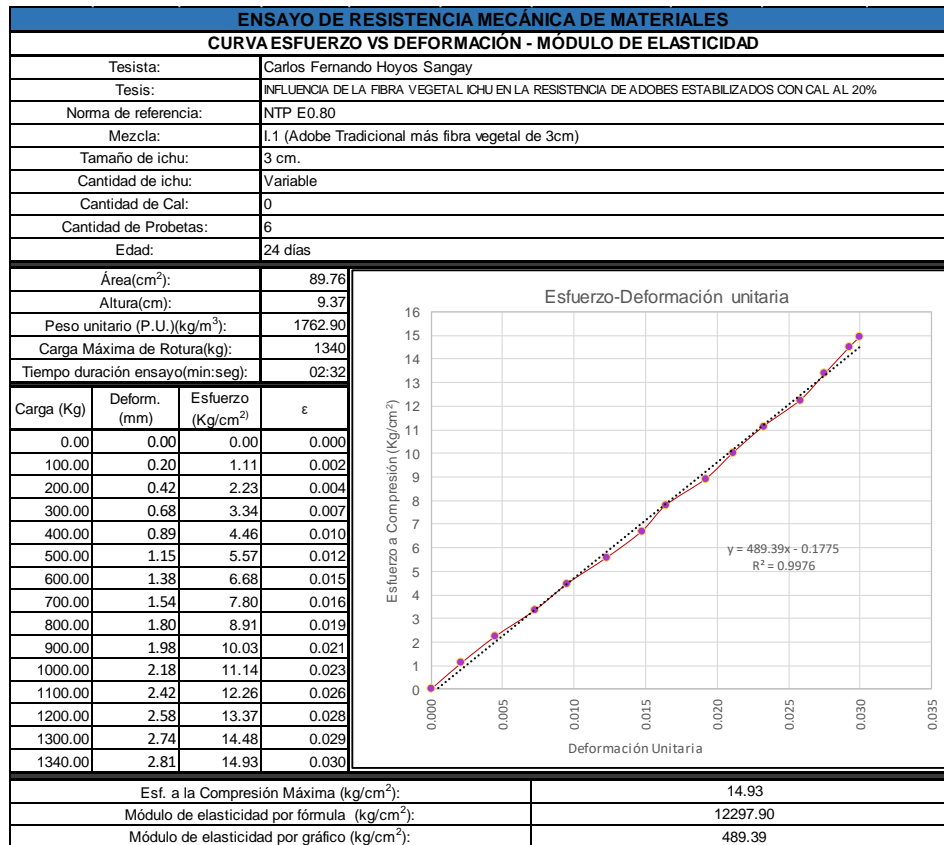 ENSAYO DE RESISTENCIA MECÁNICA DE MATERIALES
CURVA ESFUERZO VS DEFORMACIÓN - MÓDULO DE ELASTICIDAD
Tesista: Carlos Fernando Hoyos Sangay
Tesis: INFLUENCIA DE LA FIBRA VEGETAL ICHU EN LA RESISTENCIA DE ADOBES ESTABILIZADOS CON CAL AL 20%
Norma de referencia: NTP E0.80
Mezcla: I.1 (Adobe Tradicional más fibra vegetal de 3cm)
Tamaño de ichu: 3 cm.
Cantidad de ichu: Variable
Cantidad de Cal: 0
Cantidad de Probetas: 6
Edad: 24 días
Área(cm²): 89.76
Altura(cm): 9.37
Peso unitario (P.U.)(kg/m³): 1762.90
Carga Máxima de Rotura(kg): 1340
Tiempo duración ensayo(min:seg): 02:32
Carga (Kg) Deform. (mm) Esfuerzo (Kg/cm²) ε
0.00 0.00 0.00 0.000
100.00 0.20 1.11 0.002
200.00 0.42 2.23 0.004
300.00 0.68 3.34 0.007
400.00 0.89 4.46 0.010
500.00 1.15 5.57 0.012
600.00 1.38 6.68 0.015
700.00 1.54 7.80 0.016
800.00 1.80 8.91 0.019
900.00 1.98 10.03 0.021
1000.00 2.18 11.14 0.023
1100.00 2.42 12.26 0.026
1200.00 2.58 13.37 0.028
1300.00 2.74 14.48 0.029
1340.00 2.81 14.93 0.030
Esfuerzo-Deformación unitaria
Esfuerzo a Compresión (Kg/cm²)
16
15
14
13
12
11
10
9
8
7
6
5
4
3
2
1
0
y = 489.39x - 0.1775
R² = 0.9976
0.000 0.005 0.010 0.015 0.020 0.025 0.030 0.035
Deformación Unitaria
Esf. a la Compresión Máxima (kg/cm²): 14.93
Módulo de elasticidad por fórmula (kg/cm²): 12297.90
Módulo de elasticidad por gráfico (kg/cm²): 489.39